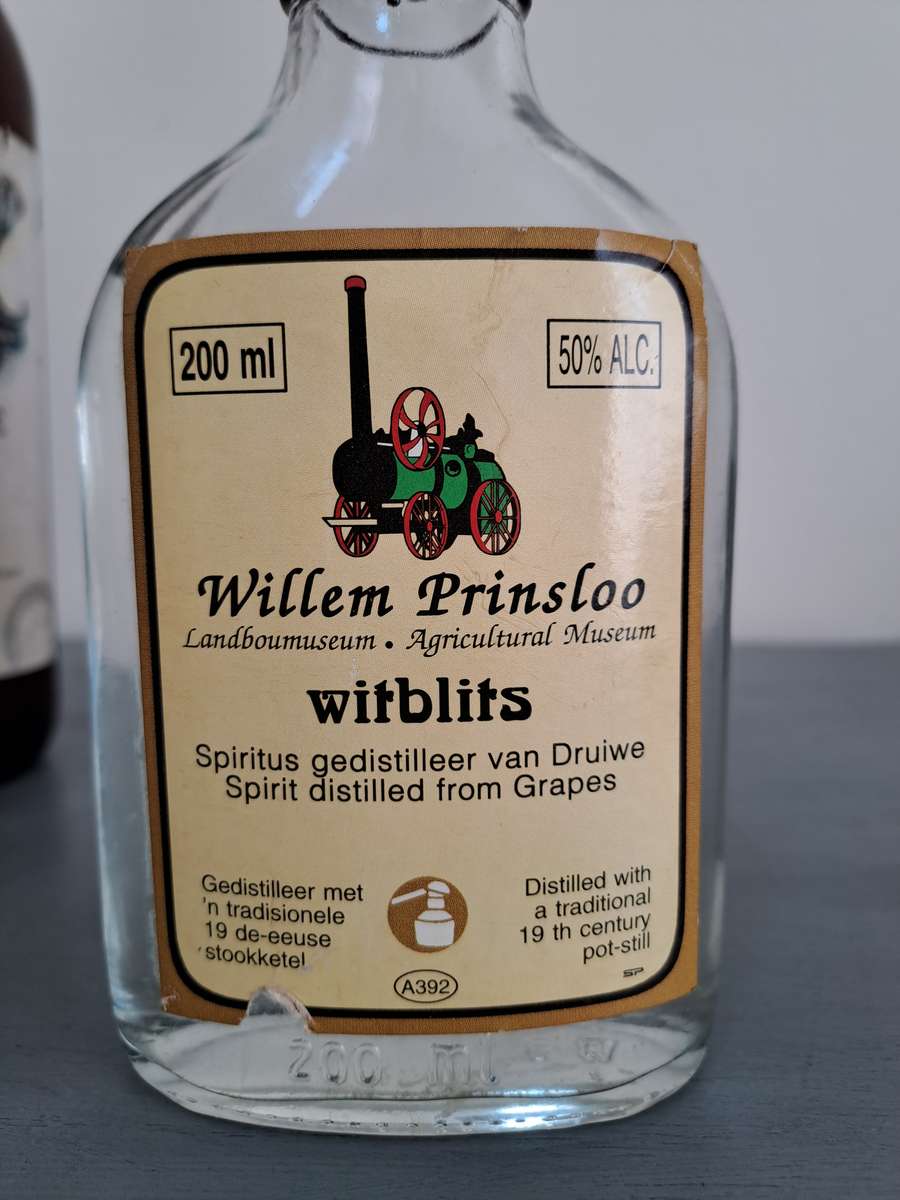 200 ml
50% ALC.
Willem Prinsloo
Landboumuseum • Agricultural Museum
witblits
Spiritus gedistilleer van Druiwe
Spirit distilled from Grapes
Gedistilleer met
'n tradisionele
19 de-eeuse
stookketel
Distilled with
a traditional
19 th century
pot-still
SP
A392
200 ml